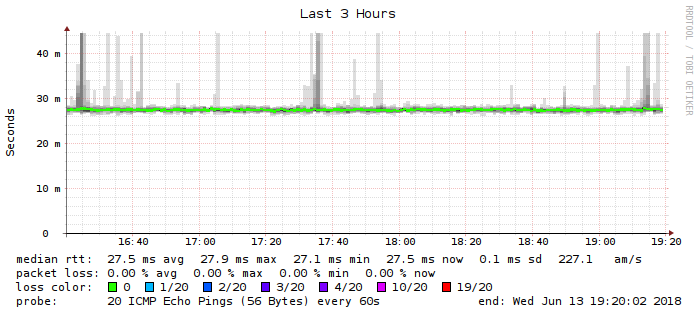 Last 3 Hours
RRDTOOL / TOBI OETIKER
Seconds
40 m
30 m
20 m
10 m
0
16:40 17:00 17:20 17:40 18:00 18:20 18:40 19:00 19:20
median rtt: 27.5 ms avg 27.9 ms max 27.1 ms min 27.5 ms now 0.1 ms sd 227.1 am/s
packet loss: 0.00 % avg 0.00 % max 0.00 % min 0.00 % now
loss color: 0 1/20 2/20 3/20 4/20 10/20 19/20
probe: 20 ICMP Echo Pings (56 Bytes) every 60s end: Wed Jun 13 19:20:02 2018